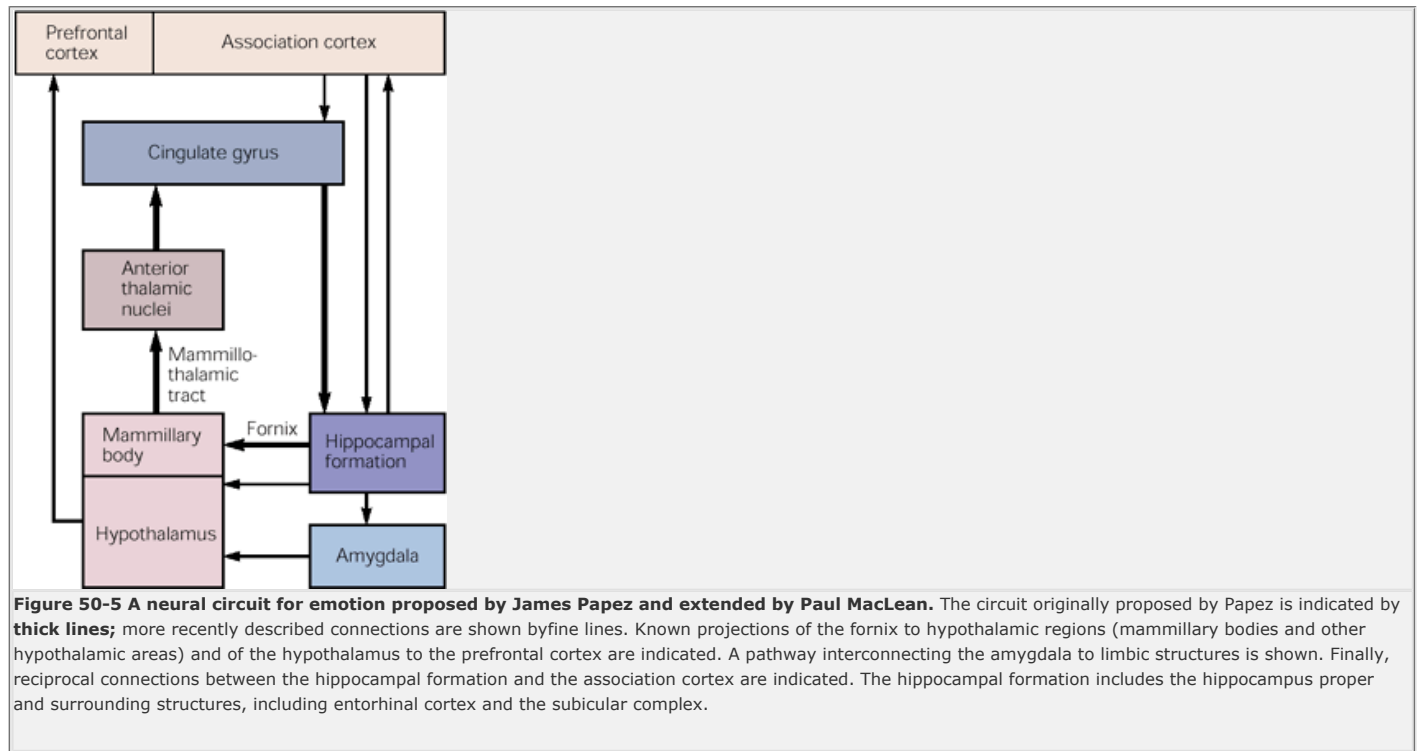 Prefrontal
cortex
Association cortex
Cingulate gyrus
Anterior
thalamic
nuclei
Mammillo-
thalamic
tract
Mammillary
body
Fornix
Hippocampal
formation
Hypothalamus
Amygdala
Figure 50-5 A neural circuit for emotion proposed by James Papez and extended by Paul MacLean. The circuit originally proposed by Papez is indicated by
thick lines; more recently described connections are shown byfine lines. Known projections of the fornix to hypothalamic regions (mammillary bodies and other
hypothalamic areas) and of the hypothalamus to the prefrontal cortex are indicated. A pathway interconnecting the amygdala to limbic structures is shown. Finally,
reciprocal connections between the hippocampal formation and the association cortex are indicated. The hippocampal formation includes the hippocampus proper
and surrounding structures, including entorhinal cortex and the subicular complex.